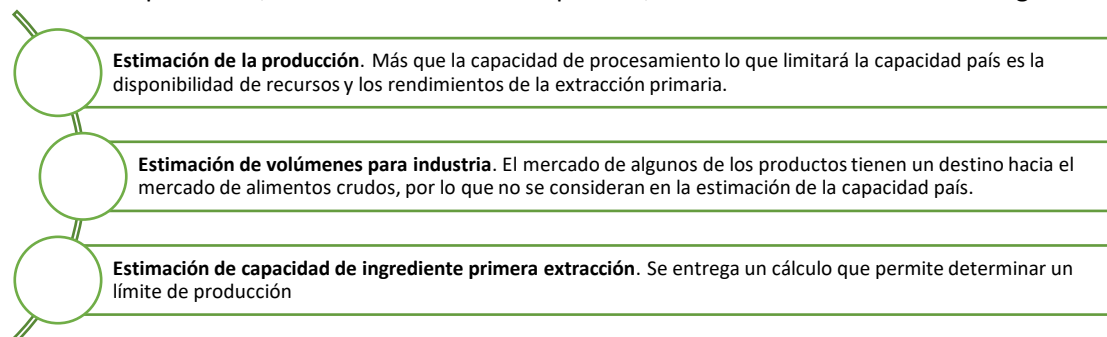 Estimación de la producción. Más que la capacidad de procesamiento lo que limitará la capacidad país es la
disponibilidad de recursos y los rendimientos de la extracción primaria.
Estimación de volúmenes para industria. El mercado de algunos de los productos tienen un destino hacia el
mercado de alimentos crudos, por lo que no se consideran en la estimación de la capacidad país.
Estimación de capacidad de ingrediente primera extracción. Se entrega un cálculo que permite determinar un
límite de producción